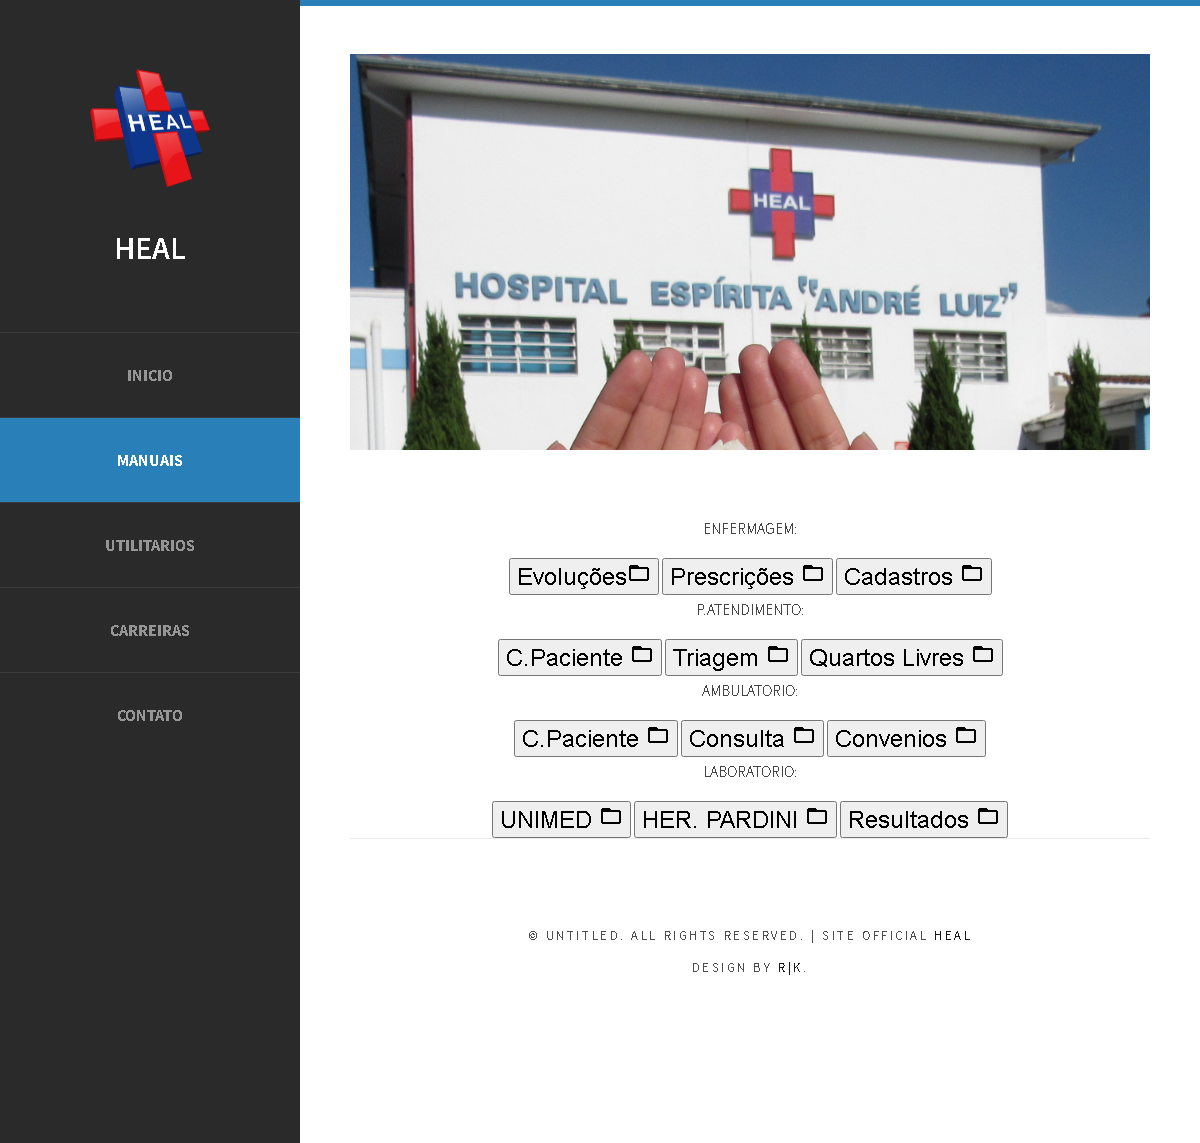 HEAL
HEAL
INICIO
MANUAIS
UTILITARIOS
CARREIRAS
CONTATO
HEAL
HOSPITAL ESPÍRITA "ANDRÉ LUIZ"
ENFERMAGEM:
Evoluções Prescrições Cadastros
P.ATENDIMENTO:
C.Paciente Triagem Quartos Livres
AMBULATORIO:
C.Paciente Consulta Convenios
LABORATORIO:
UNIMED HER. PARDINI Resultados
© UNTITLED. ALL RIGHTS RESERVED. | SITE OFFICIAL HEAL
DESIGN BY R|K.